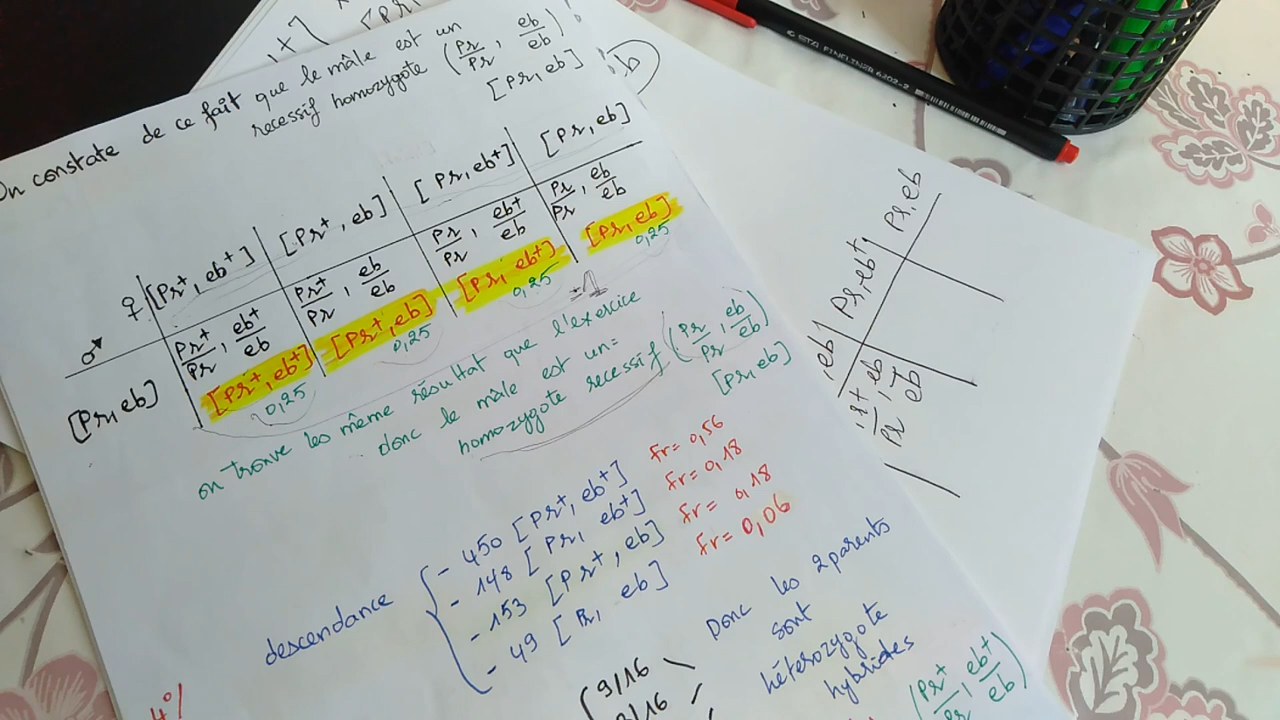 On constate de ce fait que le mâle est un
recessif homozygote (Pr/Pr, eb/eb)
[Pr, eb]
♀ [Pr+, eb+] [Pr+, eb] [Pr, eb+] [Pr, eb]
♂
[Pr, eb] Pr+/Pr, eb+/eb Pr+/Pr, eb/eb Pr/Pr, eb+/eb Pr/Pr, eb/eb
[Pr+, eb+] [Pr+, eb] [Pr, eb+] [Pr, eb]
0,25 0,25 0,25 0,25
on trouve les même résultat que l'exercice
donc le mâle est un=
homozygote recessif (Pr/Pr, eb/eb)
[Pr, eb]
descendance
- 450 [Pr+, eb+] fr= 0,56
- 148 [Pr, eb+] fr= 0,18
- 153 [Pr+, eb] fr= 0,18
- 49 [Pr, eb] fr= 0,06
donc les 2 parents
sont
hétérozygote
hybrides
(Pr+/Pr, eb+/eb)
9/16
/16
4%
Pr, eb+
Pr, eb